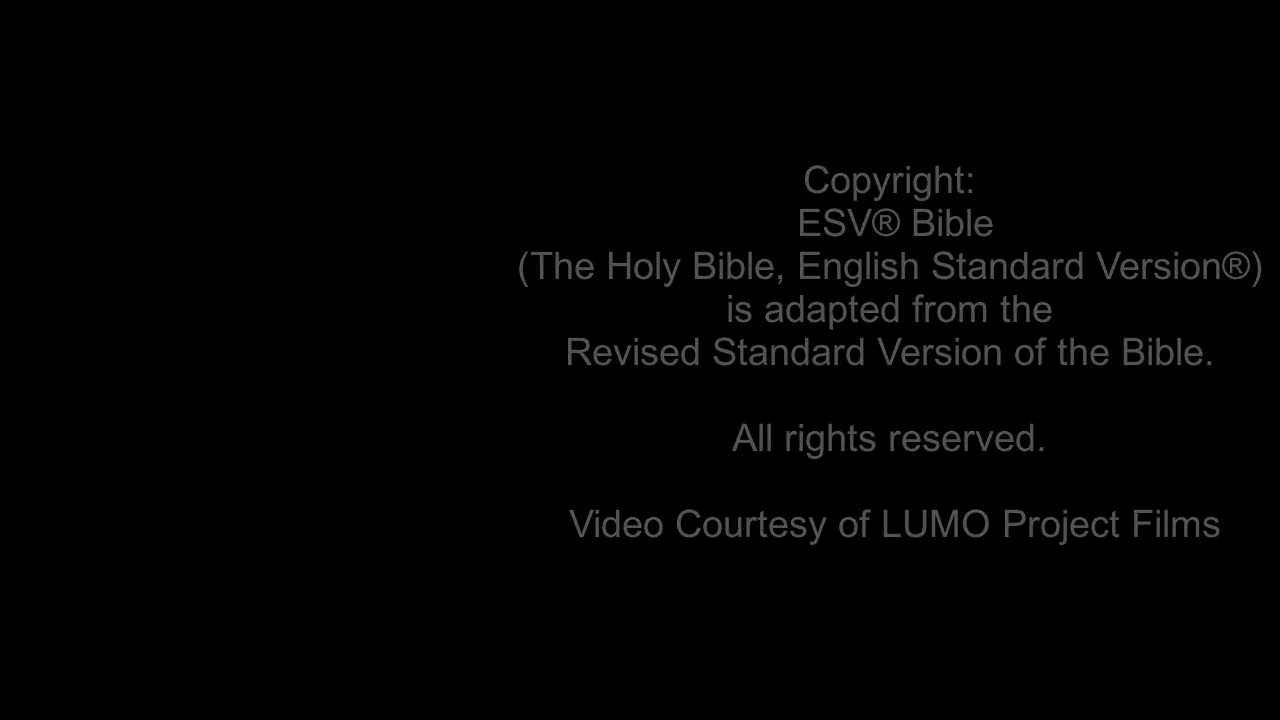 Copyright:
ESV® Bible
(The Holy Bible, English Standard Version®)
is adapted from the
Revised Standard Version of the Bible.
All rights reserved.
Video Courtesy of LUMO Project Films